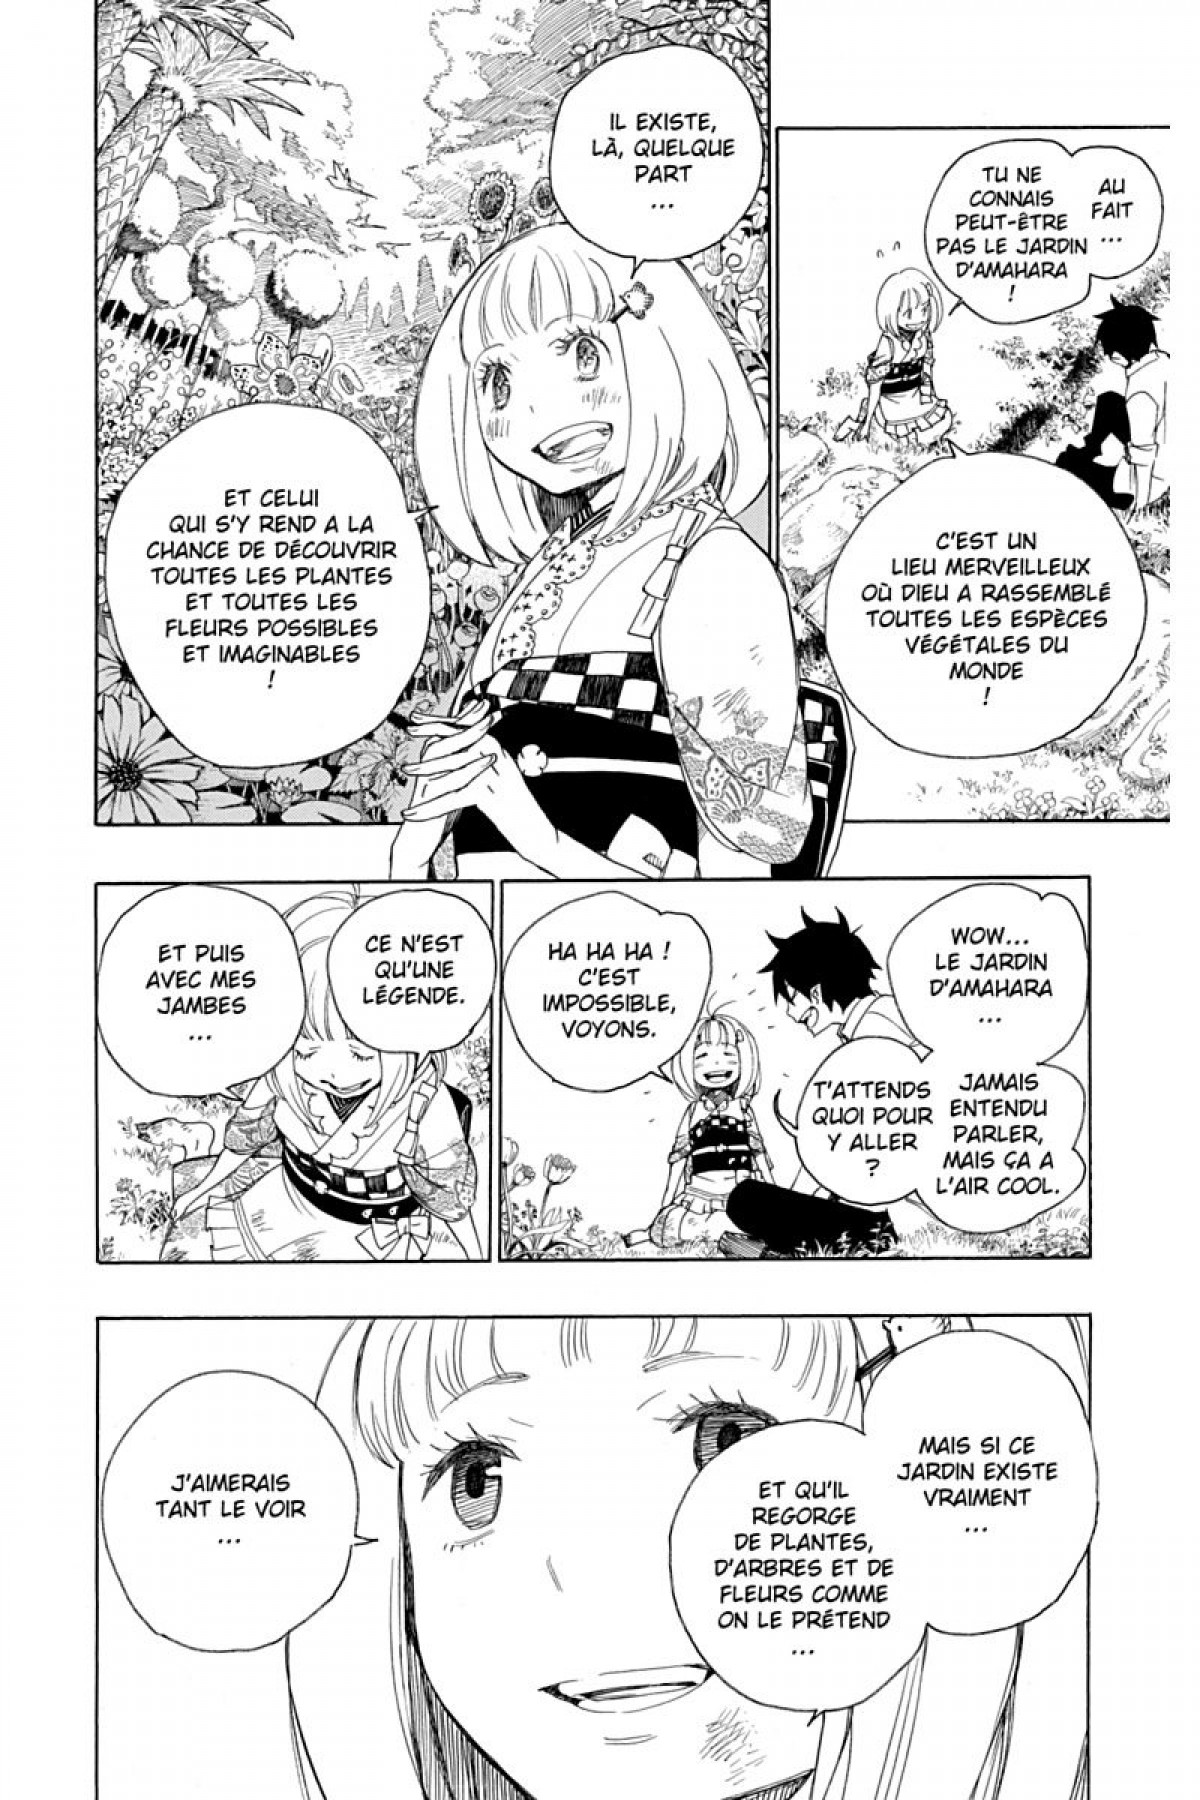 AU
FAIT
...
TU NE
CONNAIS
PEUT-ÊTRE
PAS LE JARDIN
D'AMAHARA
!
C'EST UN
LIEU MERVEILLEUX
OÙ DIEU A RASSEMBLÉ
TOUTES LES ESPÈCES
VÉGÉTALES DU
MONDE
!
IL EXISTE,
LÀ, QUELQUE
PART
...
ET CELUI
QUI S'Y REND A LA
CHANCE DE DÉCOUVRIR
TOUTES LES PLANTES
ET TOUTES LES
FLEURS POSSIBLES
ET IMAGINABLES
!
WOW...
LE JARDIN
D'AMAHARA
...
JAMAIS
ENTENDU
PARLER,
MAIS ÇA A
L'AIR COOL.
T'ATTENDS
QUOI POUR
Y ALLER
?
HA HA HA !
C'EST
IMPOSSIBLE,
VOYONS.
CE N'EST
QU'UNE
LÉGENDE.
ET PUIS
AVEC MES
JAMBES
...
MAIS SI CE
JARDIN EXISTE
VRAIMENT
...
ET QU'IL
REGORGE
DE PLANTES,
D'ARBRES ET DE
FLEURS COMME
ON LE PRÉTEND
...
J'AIMERAIS
TANT LE VOIR
...